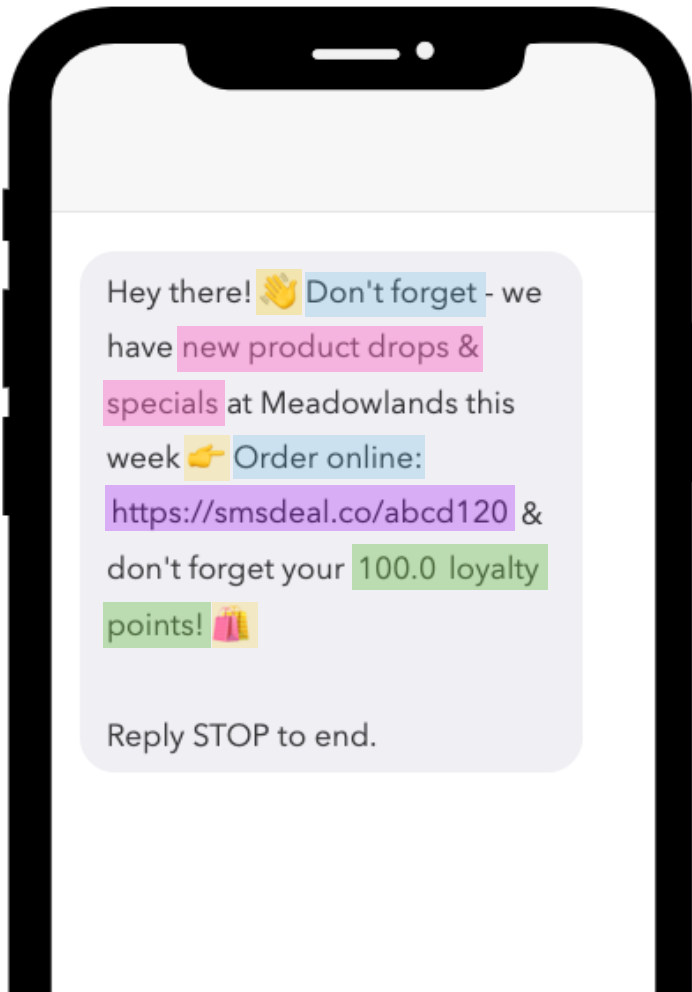 Hey there! 👋 Don't forget - we
have new product drops &
specials at Meadowlands this
week 👉 Order online:
https://smsdeal.co/abcd120 &
don't forget your 100.0 loyalty
points! 🛍️
Reply STOP to end.